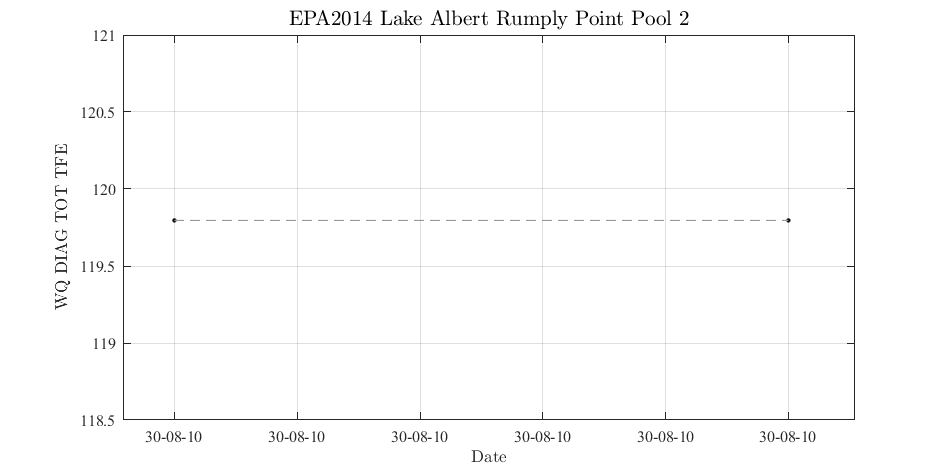 EPA2014 Lake Albert Rumply Point Pool 2
121
120.5
120
119.5
119
118.5
WQ DIAG TOT TFE
30-08-10 30-08-10 30-08-10 30-08-10 30-08-10 30-08-10
Date